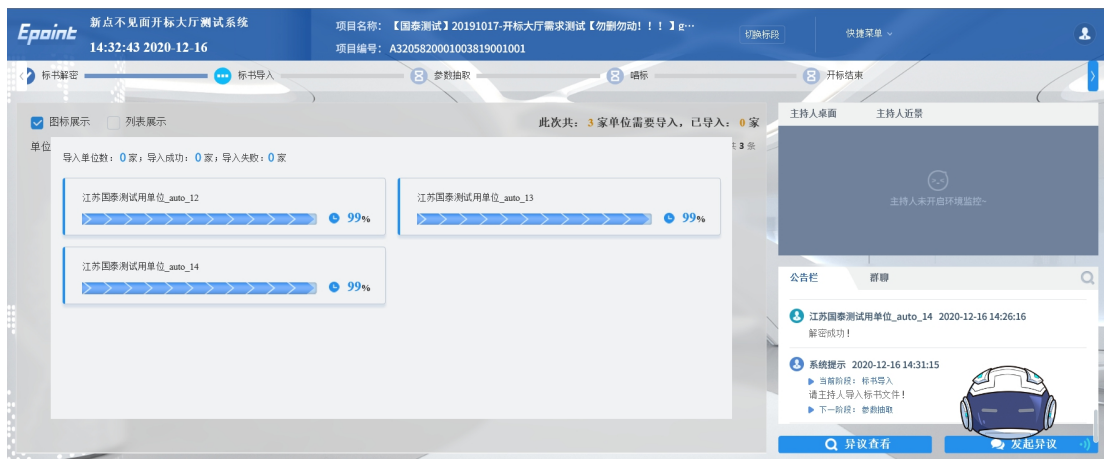 Epoint
新点不见面开标大厅测试系统
14:32:43 2020-12-16
项目名称: 【国泰测试】20191017-开标大厅需求测试【勿删勿动！！！】g…
项目编号: A3205820001003819001001
切换标段
快捷菜单
标书解密
标书导入
参数抽取
唱标
开标结束
图标展示
列表展示
此次共: 3 家单位需要导入，已导入: 0 家
单位
3 条
导入单位数: 0 家; 导入成功: 0 家; 导入失败: 0 家
江苏国泰测试用单位_auto_12
99%
江苏国泰测试用单位_auto_13
99%
江苏国泰测试用单位_auto_14
99%
主持人桌面
主持人近景
主持人未开启环境监控~
公告栏
群聊
江苏国泰测试用单位_auto_14 2020-12-16 14:26:16
解密成功！
系统提示 2020-12-16 14:31:15
当前阶段: 标书导入
请主持人导入标书文件！
下一阶段: 参数抽取
异议查看
发起异议